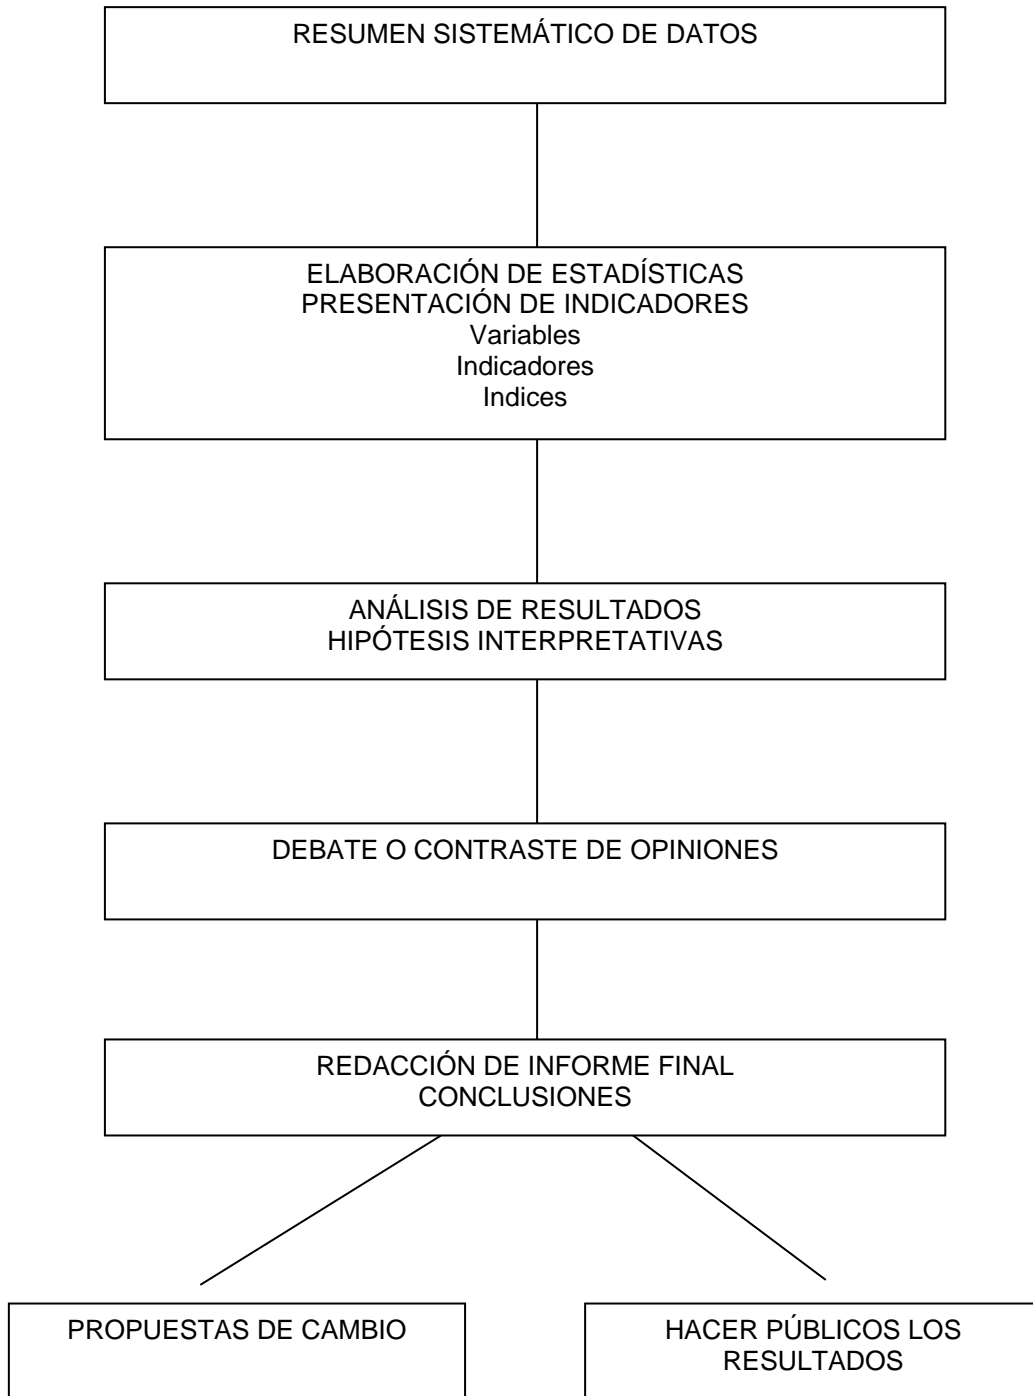 RESUMEN SISTEMÁTICO DE DATOS
ELABORACIÓN DE ESTADÍSTICAS
PRESENTACIÓN DE INDICADORES
Variables
Indicadores
Indices
ANÁLISIS DE RESULTADOS
HIPÓTESIS INTERPRETATIVAS
DEBATE O CONTRASTE DE OPINIONES
REDACCIÓN DE INFORME FINAL
CONCLUSIONES
PROPUESTAS DE CAMBIO
HACER PÚBLICOS LOS
RESULTADOS